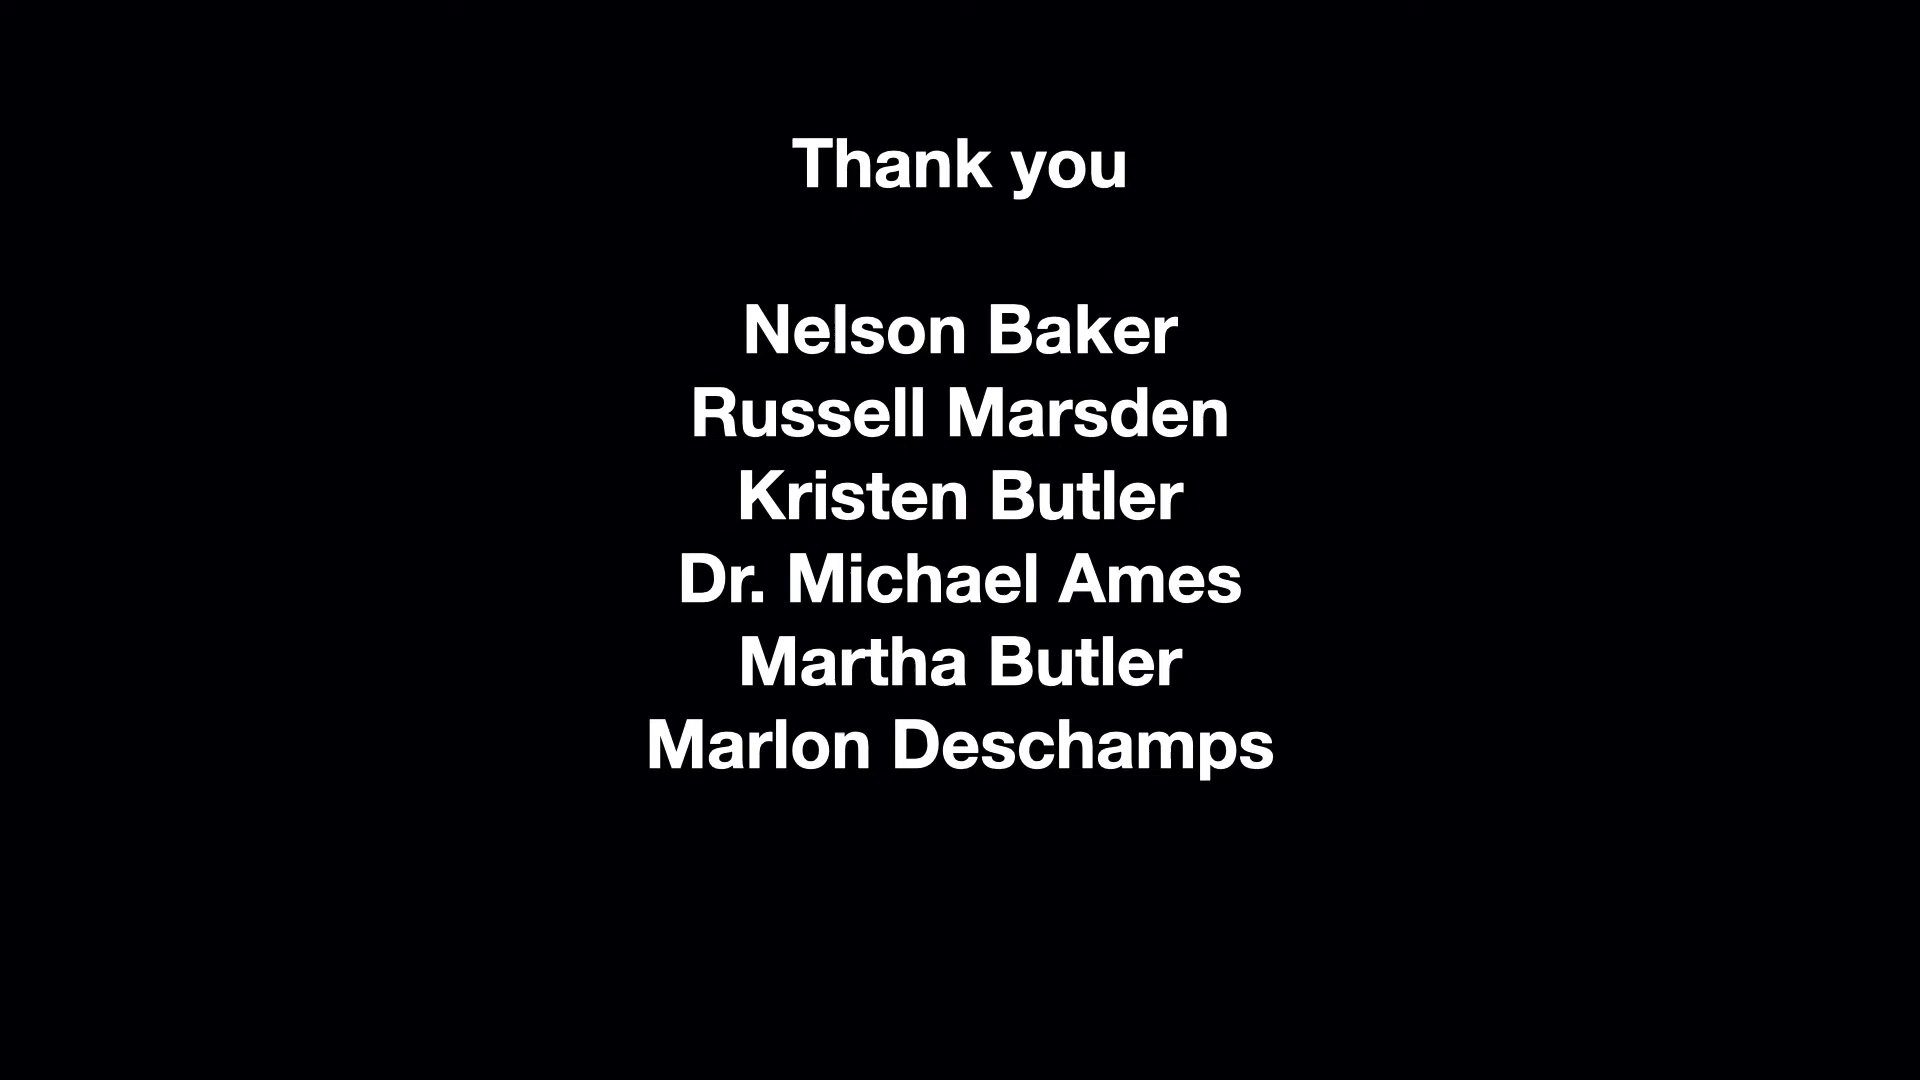 Thank you
Nelson Baker
Russell Marsden
Kristen Butler
Dr. Michael Ames
Martha Butler
Marlon Deschamps